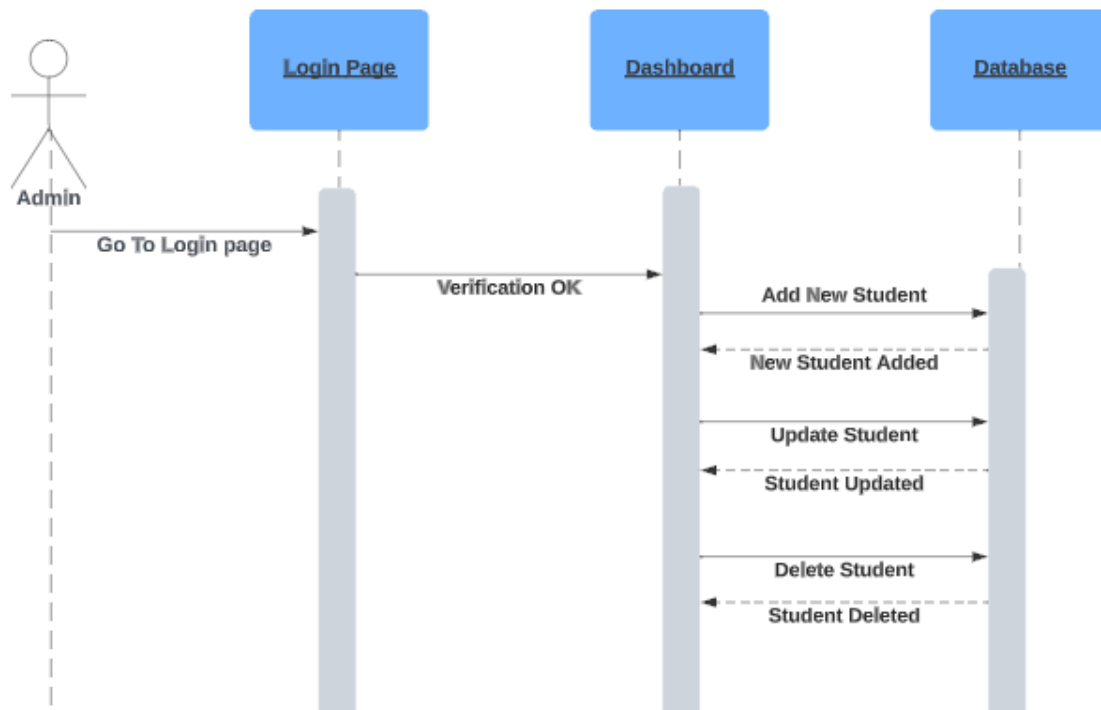 Login Page
Dashboard
Database
Admin
Go To Login page
Verification OK
Add New Student
New Student Added
Update Student
Student Updated
Delete Student
Student Deleted